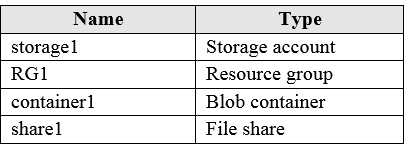 Name Type
storage1 Storage account
RG1 Resource group
container1 Blob container
share1 File share